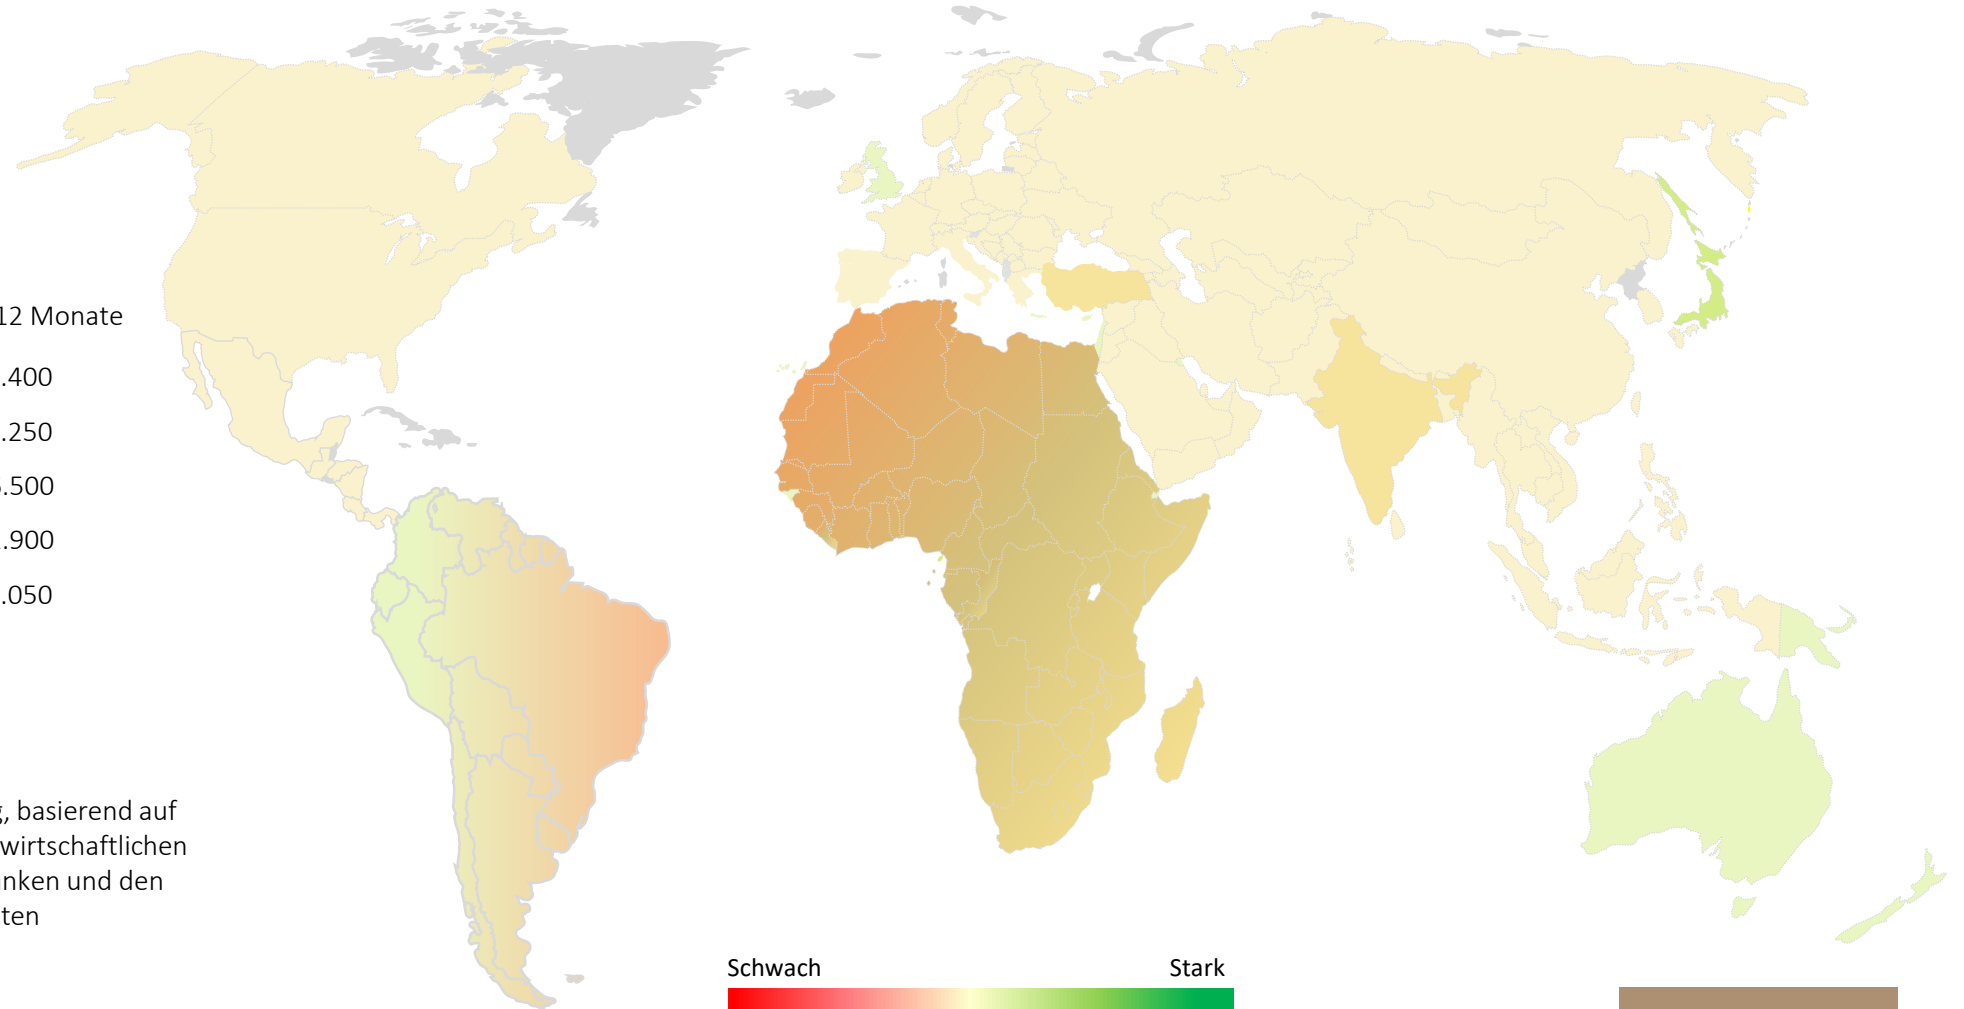 12 Monate
.400
.250
.500
.900
.050
, basierend auf
wirtschaftlichen
nken und den
ten
Schwach
Stark